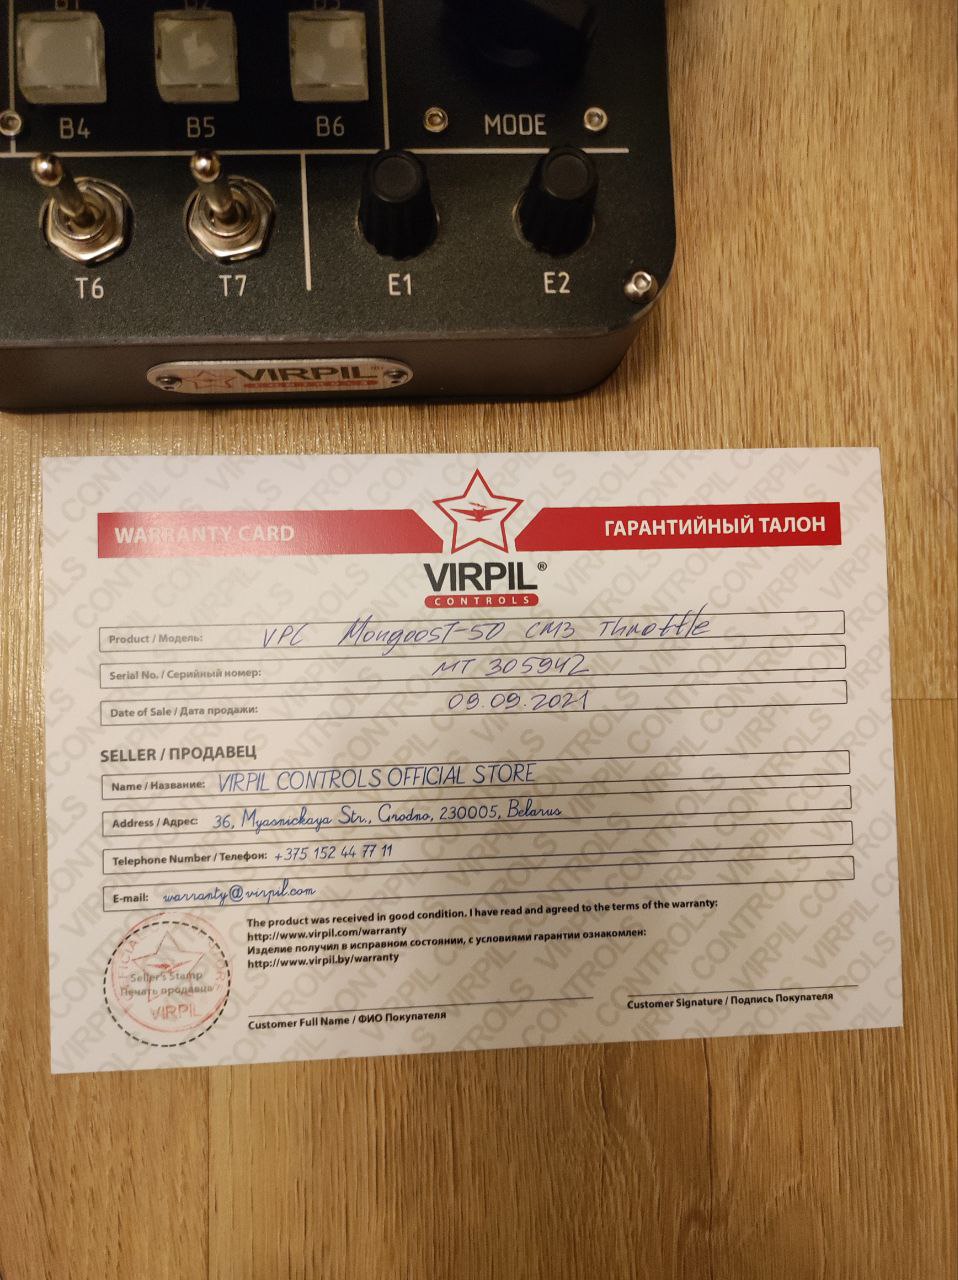 B1 B2 B3
B4 B5 B6
MODE
T6 T7 E1 E2
VIRPIL
CONTROLS
WARRANTY CARD
ГАРАНТИЙНЫЙ ТАЛОН
VIRPIL®
CONTROLS
Product / Модель: VPC MongoosT-50 CM3 Throttle
Serial No. / Серийный номер: MT 305942
Date of Sale / Дата продажи: 09.09.2021
SELLER / ПРОДАВЕЦ
Name / Название: VIRPIL CONTROLS OFFICIAL STORE
Address / Адрес: 36, Myasnickaya Str., Grodno, 230005, Belarus
Telephone Number / Телефон: +375 152 44 77 11
E-mail: warranty@virpil.com
The product was received in good condition. I have read and agreed to the terms of the warranty:
http://www.virpil.com/warranty
Изделие получил в исправном состоянии, с условиями гарантии ознакомлен:
http://www.virpil.by/warranty
Seller's Stamp
Печать продавца
VIRPIL
Customer Full Name / ФИО Покупателя
Customer Signature / Подпись Покупателя